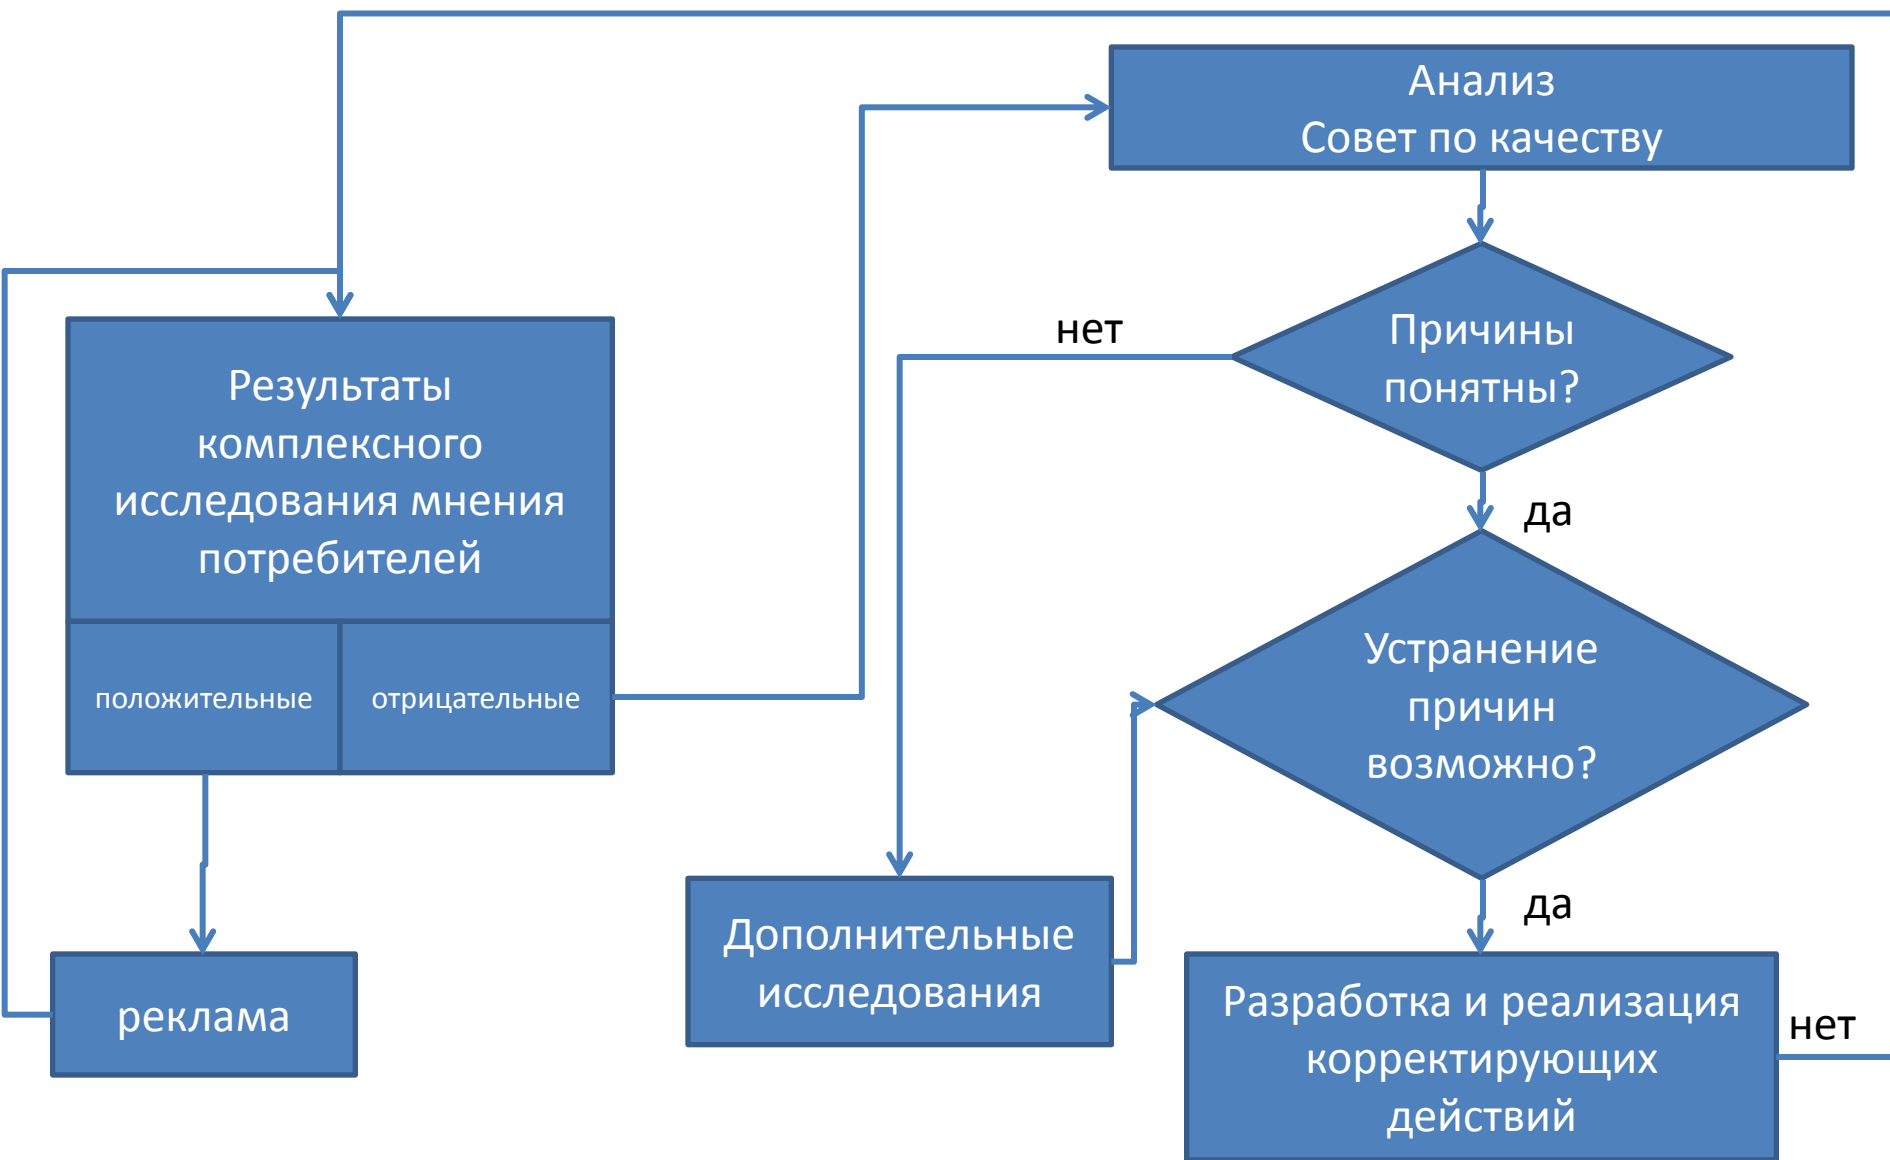 Анализ
Совет по качеству
Причины
понятны?
нет
да
Результаты
комплексного
исследования мнения
потребителей
положительные
отрицательные
Устранение
причин
возможно?
да
реклама
Дополнительные
исследования
Разработка и реализация
корректирующих
действий
нет